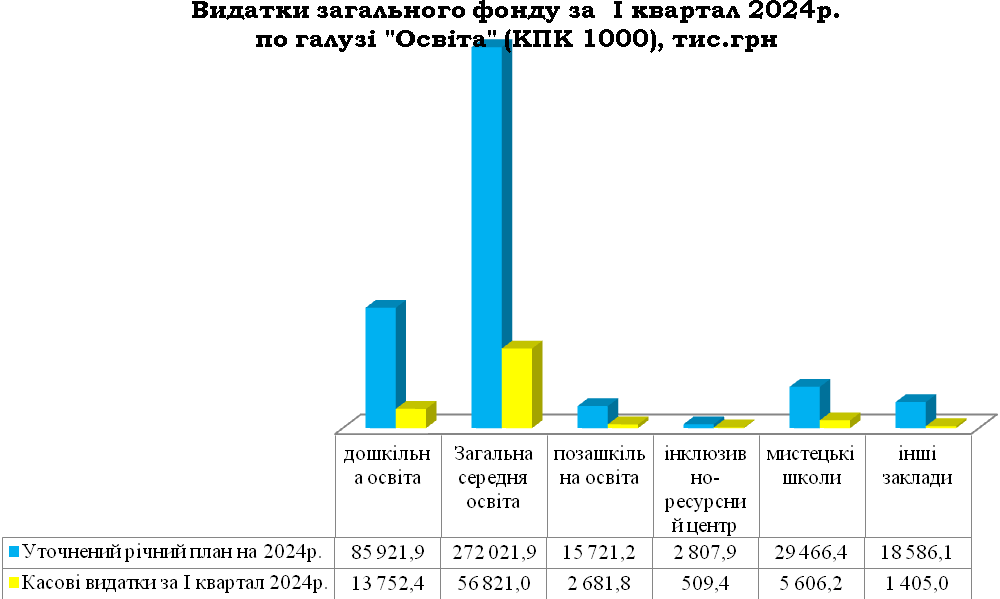 Видатки загального фонду за І квартал 2024р.
по галузі "Освіта" (КПК 1000), тис.грн
дошкільн
а освіта
Загальна
середня
освіта
позашкіль
на освіта
інклюзив
но-
ресурсни
й центр
мистецькі
школи
інші
заклади
Уточнений річний план на 2024р. 85 921,9 272 021,9 15 721,2 2 807,9 29 466,4 18 586,1
Касові видатки за І квартал 2024р. 13 752,4 56 821,0 2 681,8 509,4 5 606,2 1 405,0